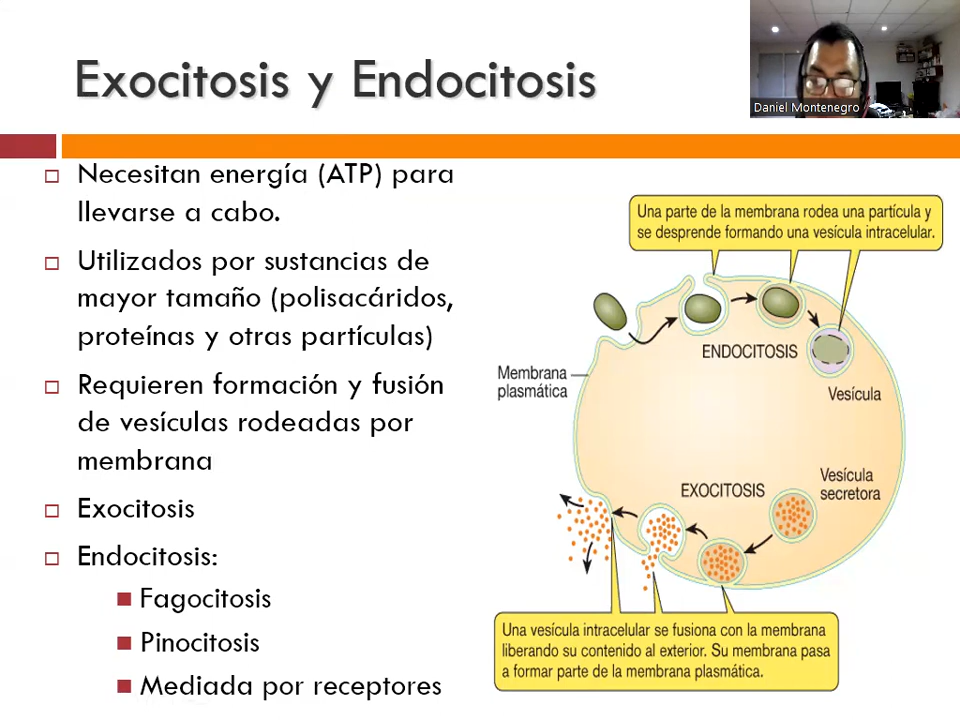 Exocitosis y Endocitosis
Daniel Montenegro
Necesitan energía (ATP) para
llevarse a cabo.
Utilizados por sustancias de
mayor tamaño (polisacáridos,
proteínas y otras partículas)
Requieren formación y fusión
de vesículas rodeadas por
membrana
Exocitosis
Endocitosis:
Fagocitosis
Pinocitosis
Mediada por receptores
Una parte de la membrana rodea una partícula y
se desprende formando una vesícula intracelular.
ENDOCITOSIS
Membrana
plasmática
Vesícula
EXOCITOSIS
Vesícula
secretora
Una vesícula intracelular se fusiona con la membrana
liberando su contenido al exterior. Su membrana pasa
a formar parte de la membrana plasmática.